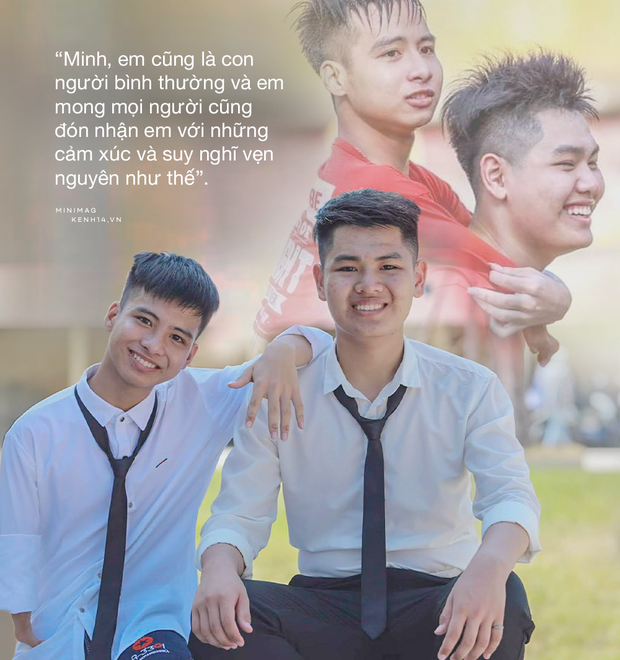 “Minh, em cũng là con
người bình thường và em
mong mọi người cũng
đón nhận em với những
cảm xúc và suy nghĩ vẹn
nguyên như thế”.
MINIMAG
KENH14.VN